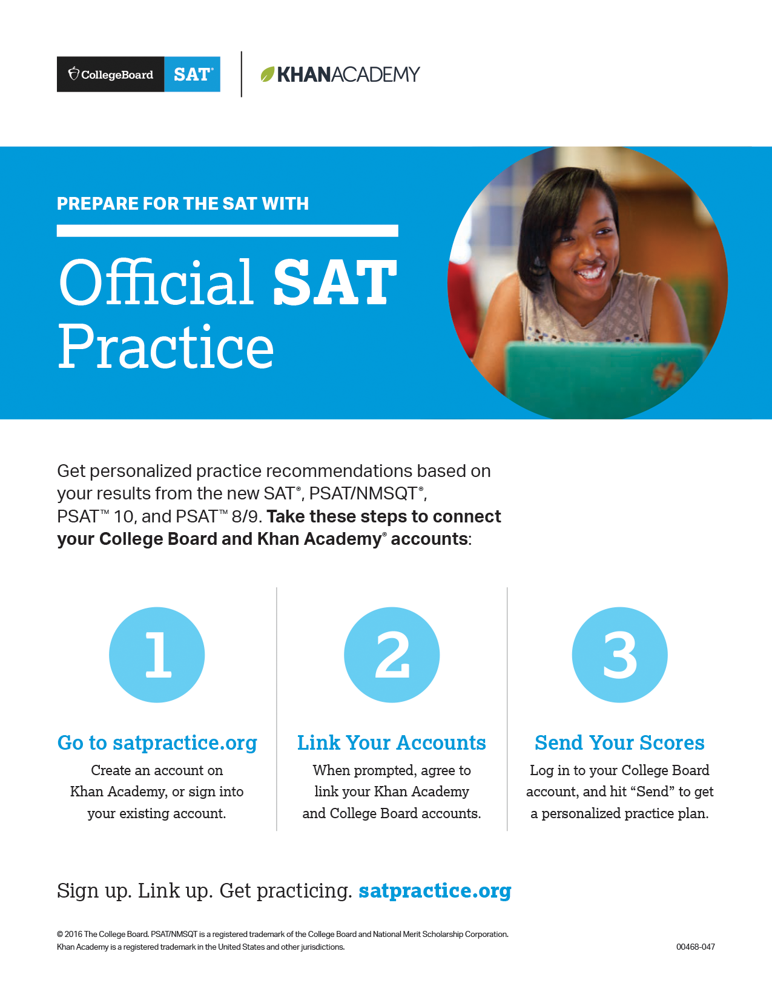 CollegeBoard SAT® KHANACADEMY
PREPARE FOR THE SAT WITH
Official SAT
Practice
Get personalized practice recommendations based on
your results from the new SAT®, PSAT/NMSQT®,
PSAT™ 10, and PSAT™ 8/9. Take these steps to connect
your College Board and Khan Academy® accounts:
1
Go to satpractice.org
Create an account on
Khan Academy, or sign into
your existing account.
2
Link Your Accounts
When prompted, agree to
link your Khan Academy
and College Board accounts.
3
Send Your Scores
Log in to your College Board
account, and hit “Send” to get
a personalized practice plan.
Sign up. Link up. Get practicing. satpractice.org
© 2016 The College Board. PSAT/NMSQT is a registered trademark of the College Board and National Merit Scholarship Corporation.
Khan Academy is a registered trademark in the United States and other jurisdictions.
00468-047